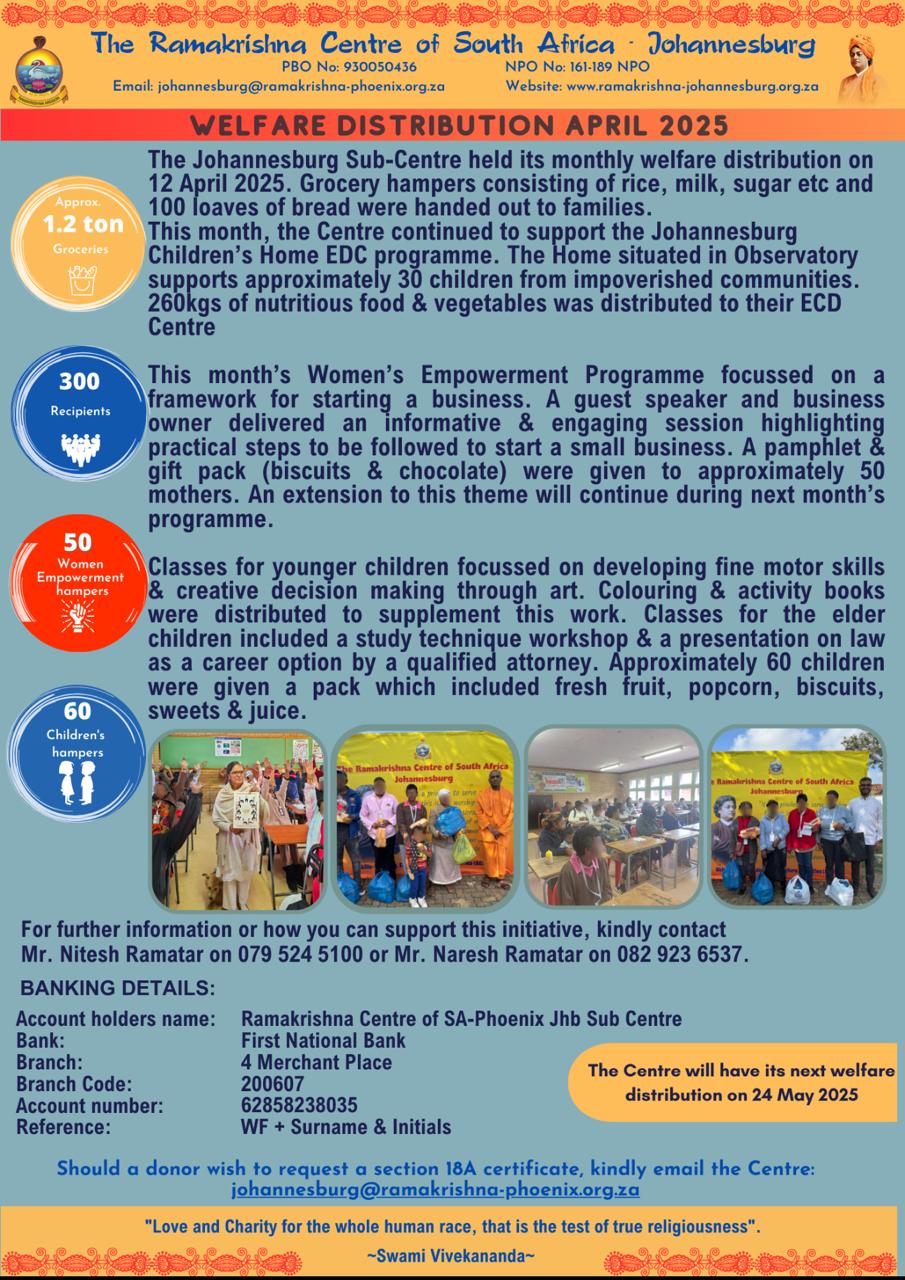 The Ramakrishna Centre of South Africa - Johannesburg
PBO No: 930050436 NPO No: 161-189 NPO
Email: johannesburg@ramakrishna-phoenix.org.za Website: www.ramakrishna-johannesburg.org.za
WELFARE DISTRIBUTION APRIL 2025
Approx.
1.2 ton
Groceries
The Johannesburg Sub-Centre held its monthly welfare distribution on
12 April 2025. Grocery hampers consisting of rice, milk, sugar etc and
100 loaves of bread were handed out to families.
This month, the Centre continued to support the Johannesburg
Children's Home EDC programme. The Home situated in Observatory
supports approximately 30 children from impoverished communities.
260kgs of nutritious food & vegetables was distributed to their ECD
Centre
300
Recipients
This month's Women's Empowerment Programme focussed on a
framework for starting a business. A guest speaker and business
owner delivered an informative & engaging session highlighting
practical steps to be followed to start a small business. A pamphlet &
gift pack (biscuits & chocolate) were given to approximately 50
mothers. An extension to this theme will continue during next month's
programme.
50
Women
Empowerment
hampers
Classes for younger children focussed on developing fine motor skills
& creative decision making through art. Colouring & activity books
were distributed to supplement this work. Classes for the elder
children included a study technique workshop & a presentation on law
as a career option by a qualified attorney. Approximately 60 children
were given a pack which included fresh fruit, popcorn, biscuits,
sweets & juice.
60
Children's
hampers
The Ramakrishna Centre of South Africa
Johannesburg
Ramakrishna Centre of South Africa
Johannesburg
For further information or how you can support this initiative, kindly contact
Mr. Nitesh Ramatar on 079 524 5100 or Mr. Naresh Ramatar on 082 923 6537.
BANKING DETAILS:
Account holders name: Ramakrishna Centre of SA-Phoenix Jhb Sub Centre
Bank: First National Bank
Branch: 4 Merchant Place
Branch Code: 200607
Account number: 62858238035
Reference: WF + Surname & Initials
The Centre will have its next welfare
distribution on 24 May 2025
Should a donor wish to request a section 18A certificate, kindly email the Centre:
johannesburg@ramakrishna-phoenix.org.za
"Love and Charity for the whole human race, that is the test of true religiousness".
~Swami Vivekananda~